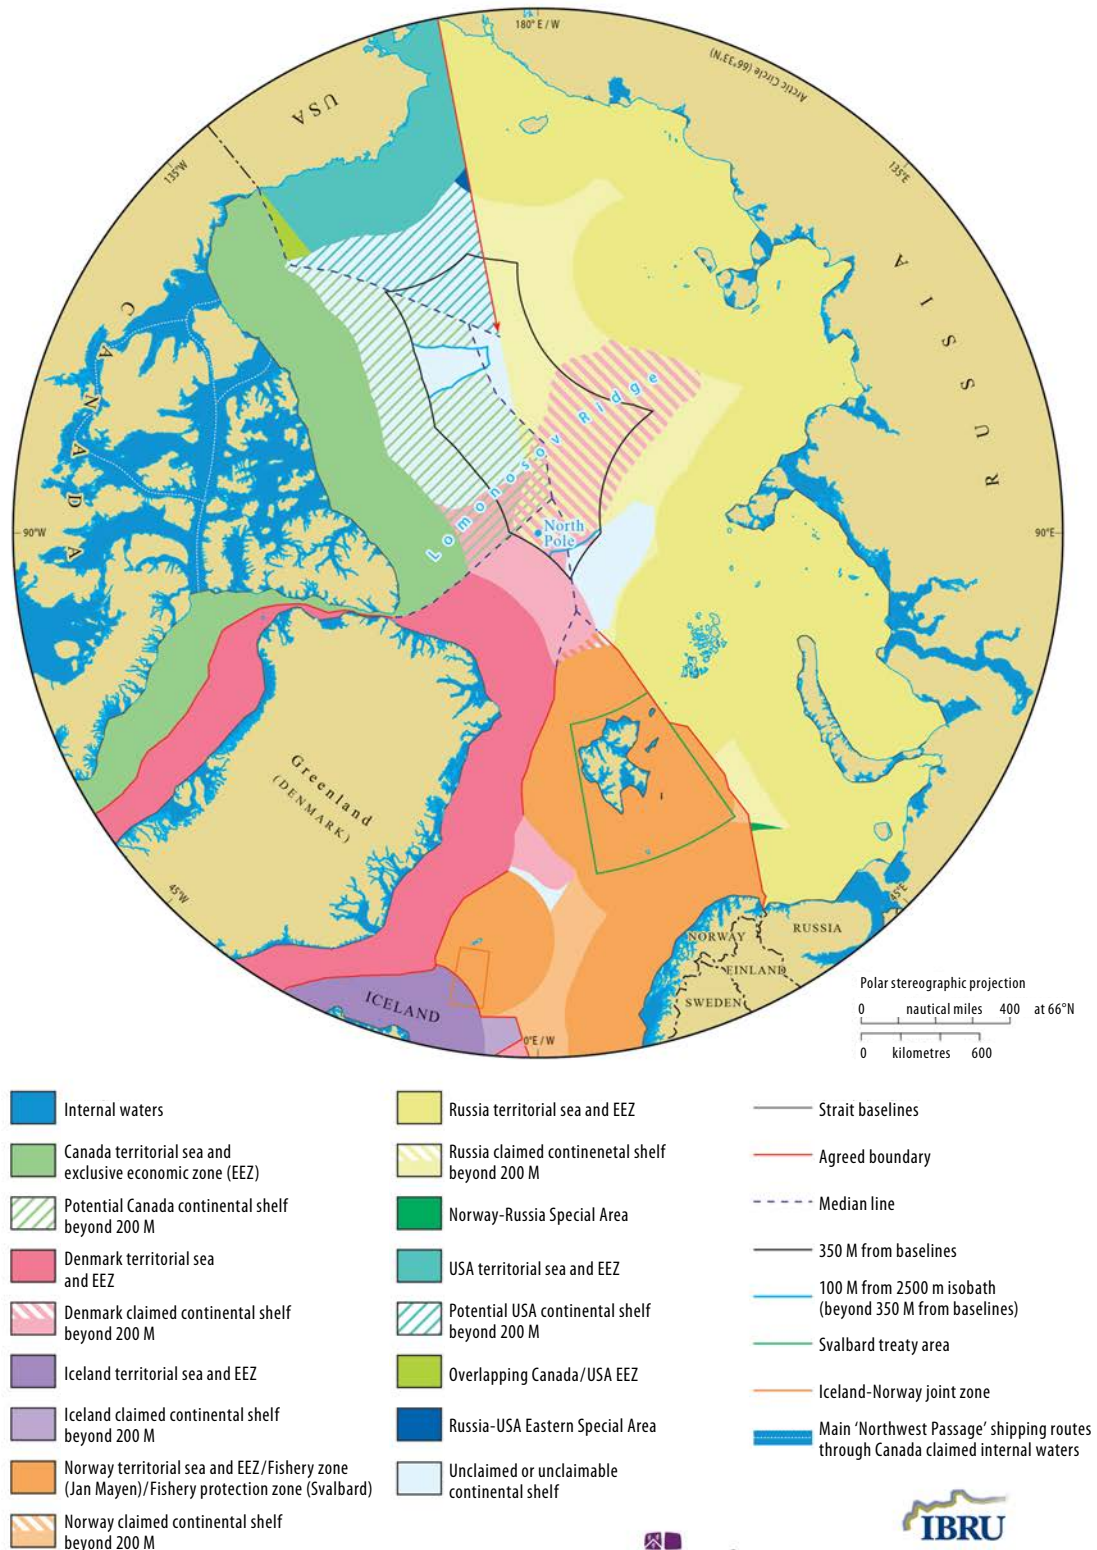 180° E / W
Arctic Circle (66°33'N)
USA
135°W
135°E
RUSSIA
CANADA
Lomonosov Ridge
North
Pole
90°W
90°E
Greenland
(DENMARK)
45°W
45°E
NORWAY
RUSSIA
FINLAND
SWEDEN
ICELAND
0°E / W
Polar stereographic projection
0 nautical miles 400 at 66°N
0 kilometres 600
Internal waters
Canada territorial sea and
exclusive economic zone (EEZ)
Potential Canada continental shelf
beyond 200 M
Denmark territorial sea
and EEZ
Denmark claimed continental shelf
beyond 200 M
Iceland territorial sea and EEZ
Iceland claimed continental shelf
beyond 200 M
Norway territorial sea and EEZ/Fishery zone
(Jan Mayen)/Fishery protection zone (Svalbard)
Norway claimed continental shelf
beyond 200 M
Russia territorial sea and EEZ
Russia claimed continenetal shelf
beyond 200 M
Norway-Russia Special Area
USA territorial sea and EEZ
Potential USA continental shelf
beyond 200 M
Overlapping Canada/USA EEZ
Russia-USA Eastern Special Area
Unclaimed or unclaimable
continental shelf
Strait baselines
Agreed boundary
Median line
350 M from baselines
100 M from 2500 m isobath
(beyond 350 M from baselines)
Svalbard treaty area
Iceland-Norway joint zone
Main ‘Northwest Passage’ shipping routes
through Canada claimed internal waters
IBRU